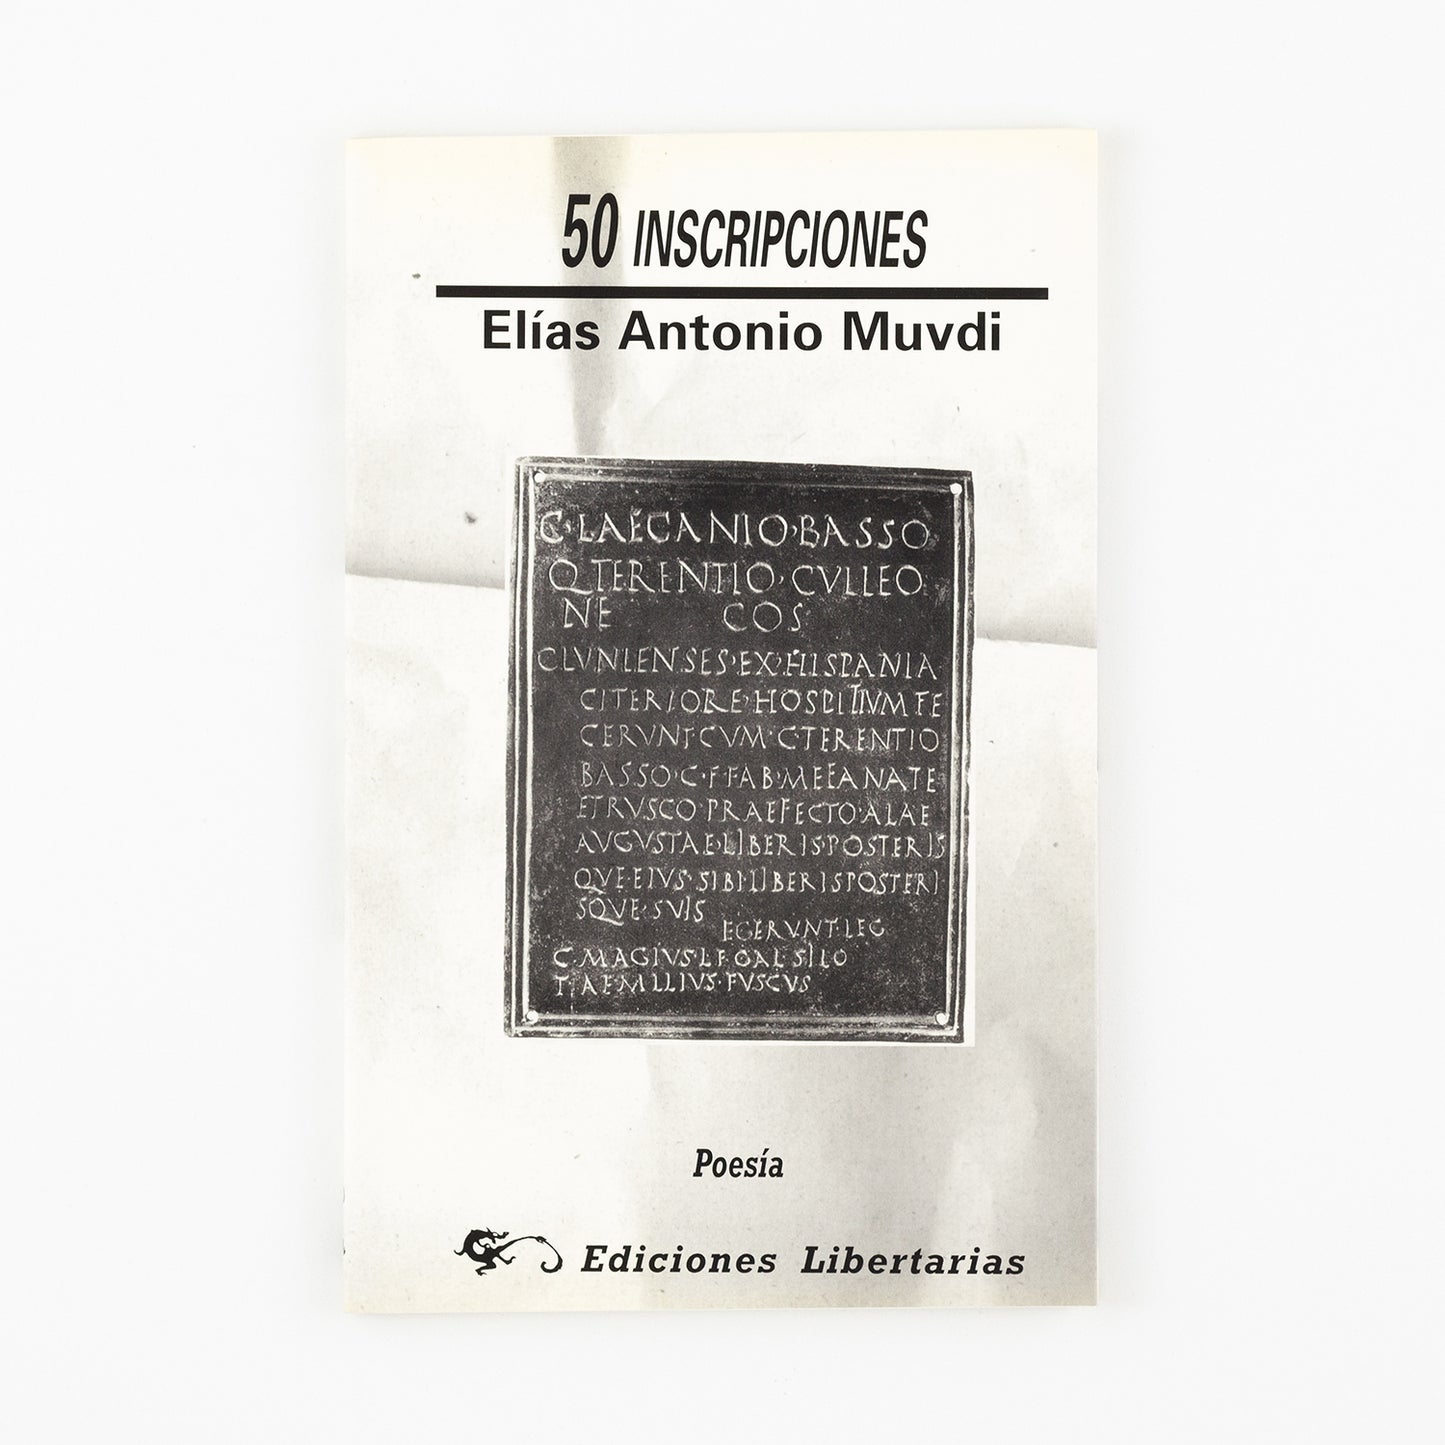 50 INSCRIPCIONES
Elías Antonio Muvdi
C·LAECANIO·BASSO
Q TERENTIO·CVLLEO
NE COS
CLVNIENSES·EX·HISPANIA
CITERIORE·HOSPITIVM FE
CERVNT CVM·C TERENTIO
BASSO·C·F·FAB·MEFANATE
ETRVSCO PRAEFECTO·ALAE
AVGVSTAE·LIBERIS·POSTERIS
QVE·EIVS·SIBI·LIBERIS POSTERI
SQVE·SVIS
EGERVNT·LEG
C·MAGIVS·L F GAL SILO
T·AEMILIVS·FVSCVS
Poesía
Ediciones Libertarias